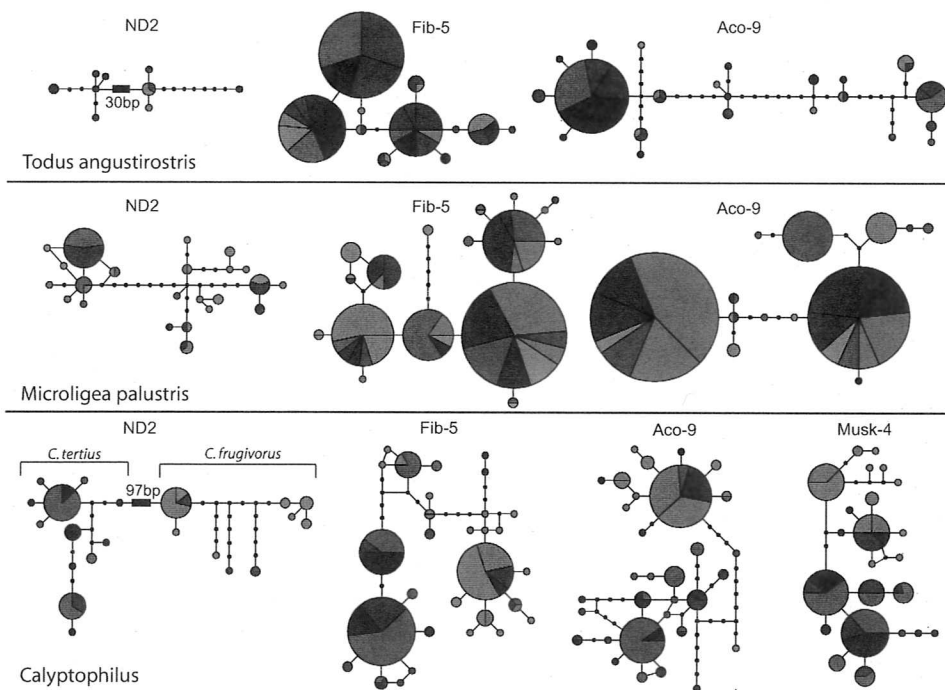 ND2
Fib-5
Aco-9
30bp
Todus angustirostris
ND2
Fib-5
Aco-9
Microligea palustris
ND2
Fib-5
Aco-9
Musk-4
C. tertius
C. frugivorus
97bp
Calyptophilus